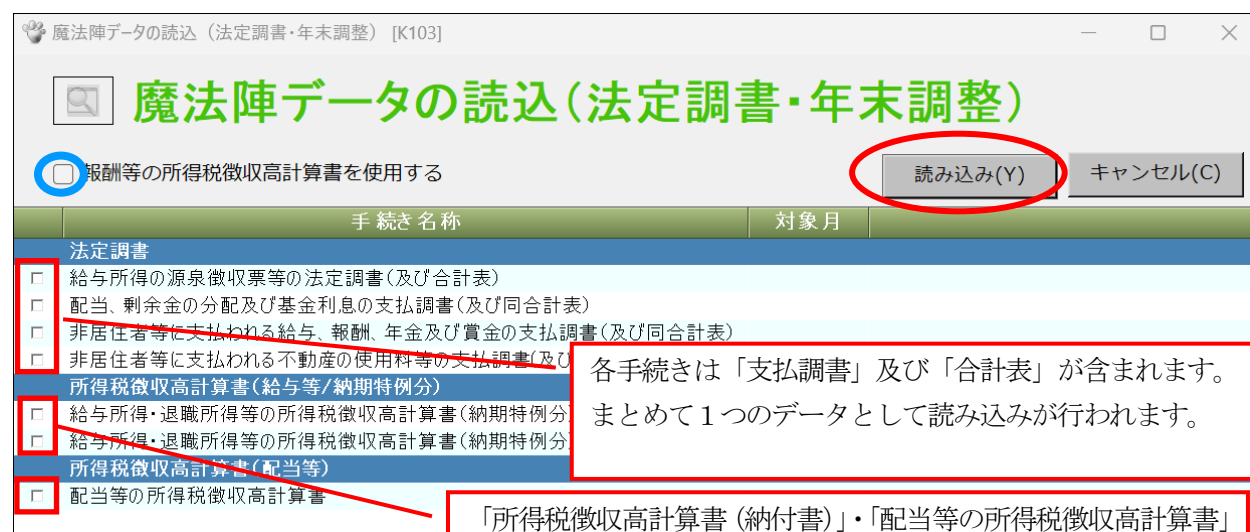 魔法陣データの読込（法定調書・年末調整） [K103]
魔法陣データの読込（法定調書・年末調整）
報酬等の所得税徴収高計算書を使用する
読み込み(Y)
キャンセル(C)
手続き名称
対象月
法定調書
給与所得の源泉徴収票等の法定調書(及び合計表)
配当、剰余金の分配及び基金利息の支払調書(及び同合計表)
非居住者等に支払われる給与、報酬、年金及び賞金の支払調書(及び同合計表)
非居住者等に支払われる不動産の使用料等の支払調書(及び
所得税徴収高計算書(給与等/納期特例分)
給与所得・退職所得等の所得税徴収高計算書(納期特例分)
給与所得・退職所得等の所得税徴収高計算書(納期特例分)
所得税徴収高計算書(配当等)
配当等の所得税徴収高計算書
各手続きは「支払調書」及び「合計表」が含まれます。
まとめて１つのデータとして読み込みが行われます。
「所得税徴収高計算書（納付書）」・「配当等の所得税徴収高計算書」